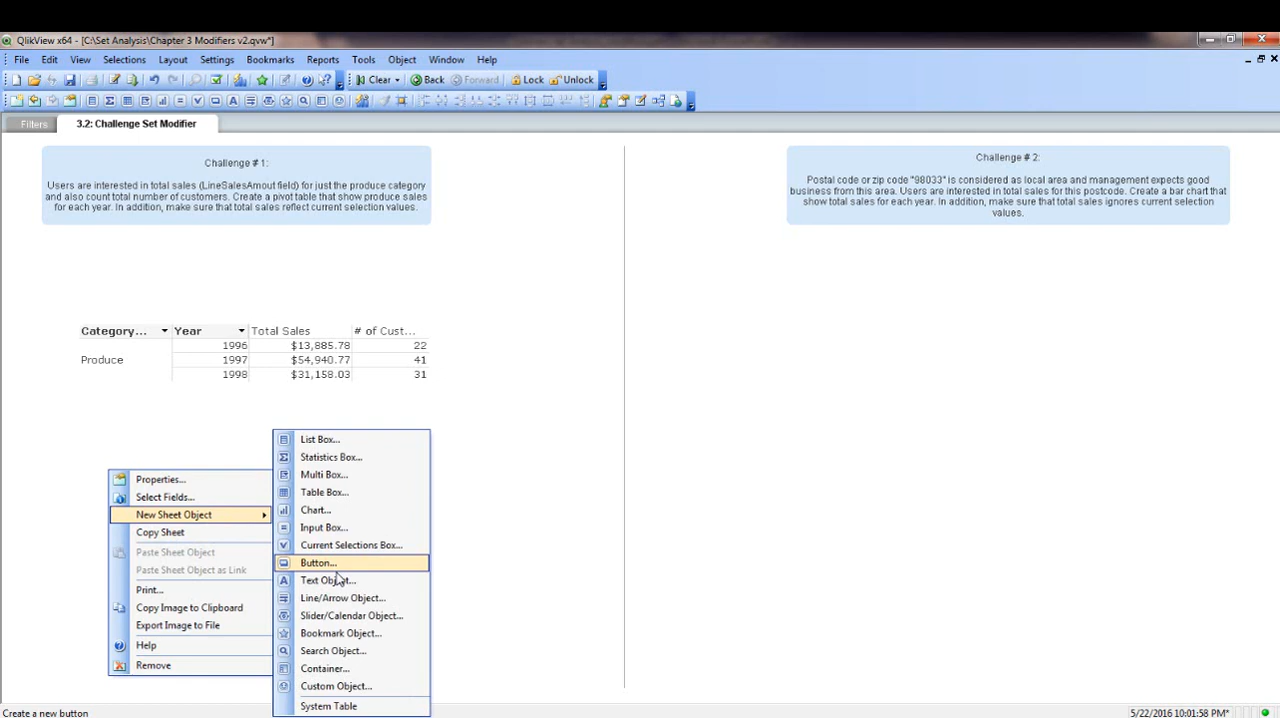 QlikView x64 - [C:\Set Analysis\Chapter 3 Modifiers v2.qvw*]
File Edit View Selections Layout Settings Bookmarks Reports Tools Object Window Help
Clear Back Forward Lock Unlock
Filters 3.2: Challenge Set Modifier
Challenge # 1:
Users are interested in total sales (LineSalesAmout field) for just the produce category
and also count total number of customers. Create a pivot table that show produce sales
for each year. In addition, make sure that total sales reflect current selection values.
Challenge # 2:
Postal code or zip code "98033" is considered as local area and management expects good
business from this area. Users are interested in total sales for this postcode. Create a bar chart that
show total sales for each year. In addition, make sure that total sales ignores current selection
values.
Category... Year Total Sales # of Cust...
1996 $13,885.78 22
Produce 1997 $54,940.77 41
1998 $31,158.03 31
Properties...
Select Fields...
New Sheet Object
Copy Sheet
Paste Sheet Object
Paste Sheet Object as Link
Print...
Copy Image to Clipboard
Export Image to File
Help
Remove
List Box...
Statistics Box...
Multi Box...
Table Box...
Chart...
Input Box...
Current Selections Box...
Button...
Text Object...
Line/Arrow Object...
Slider/Calendar Object...
Bookmark Object...
Search Object...
Container...
Custom Object...
System Table
Create a new button 5/22/2016 10:01:58 PM*